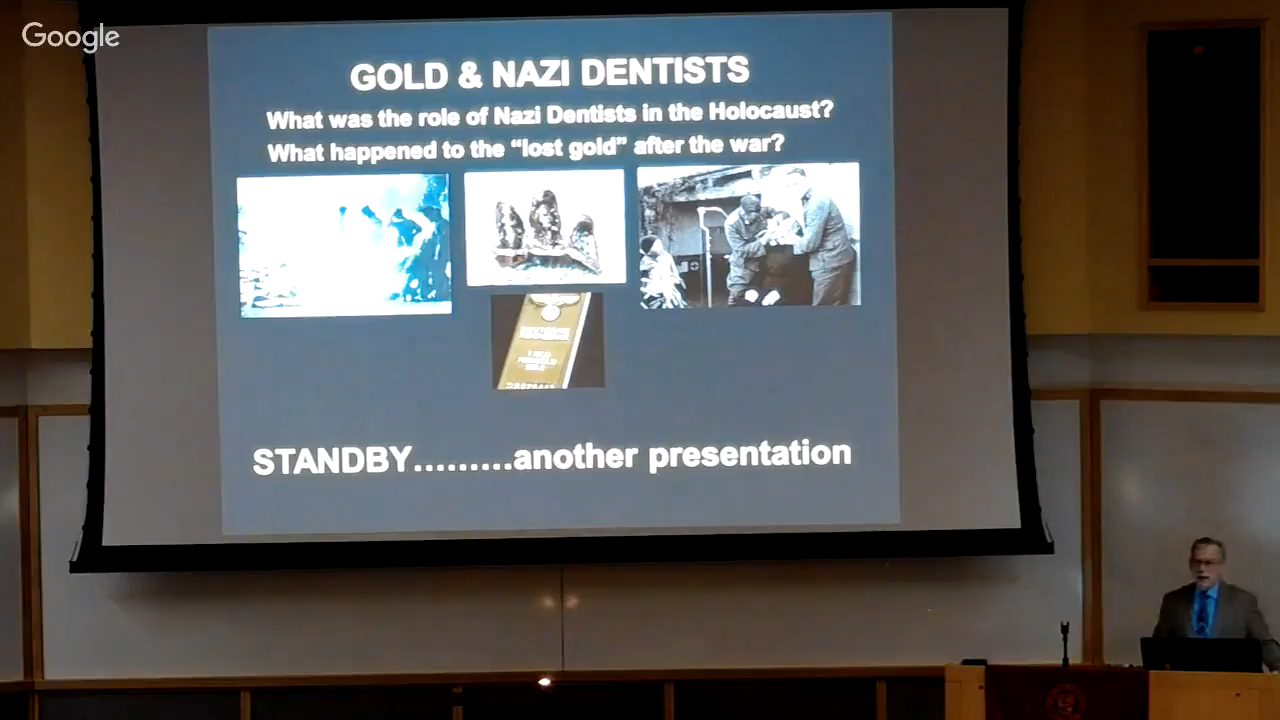 Google
GOLD & NAZI DENTISTS
What was the role of Nazi Dentists in the Holocaust?
What happened to the “lost gold” after the war?
STANDBY.........another presentation